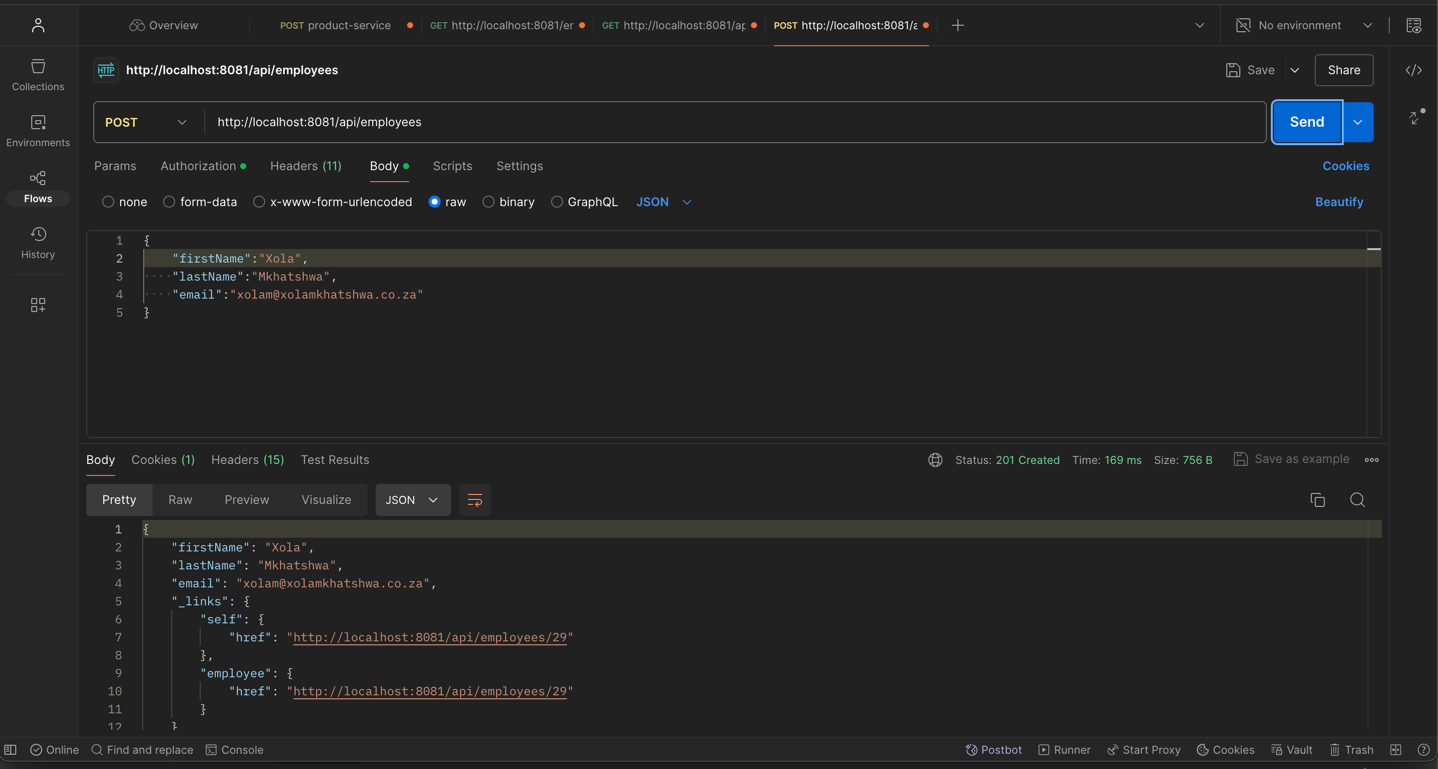 Overview
POST product-service
GET http://localhost:8081/er
GET http://localhost:8081/ap
POST http://localhost:8081/a
No environment
HTTP http://localhost:8081/api/employees
Save
Share
Collections
Environments
Flows
History
POST
http://localhost:8081/api/employees
Send
Params
Authorization
Headers (11)
Body
Scripts
Settings
Cookies
none
form-data
x-www-form-urlencoded
raw
binary
GraphQL
JSON
Beautify
1 {
2 ····"firstName":"Xola",
3 ····"lastName":"Mkhatshwa",
4 ····"email":"xolam@xolamkhatshwa.co.za"
5 }
Body
Cookies (1)
Headers (15)
Test Results
Status: 201 Created
Time: 169 ms
Size: 756 B
Save as example
Pretty
Raw
Preview
Visualize
JSON
1 {
2 "firstName": "Xola",
3 "lastName": "Mkhatshwa",
4 "email": "xolam@xolamkhatshwa.co.za",
5 "_links": {
6 "self": {
7 "href": "http://localhost:8081/api/employees/29"
8 },
9 "employee": {
10 "href": "http://localhost:8081/api/employees/29"
11 }
12 }
Online
Find and replace
Console
Postbot
Runner
Start Proxy
Cookies
Vault
Trash